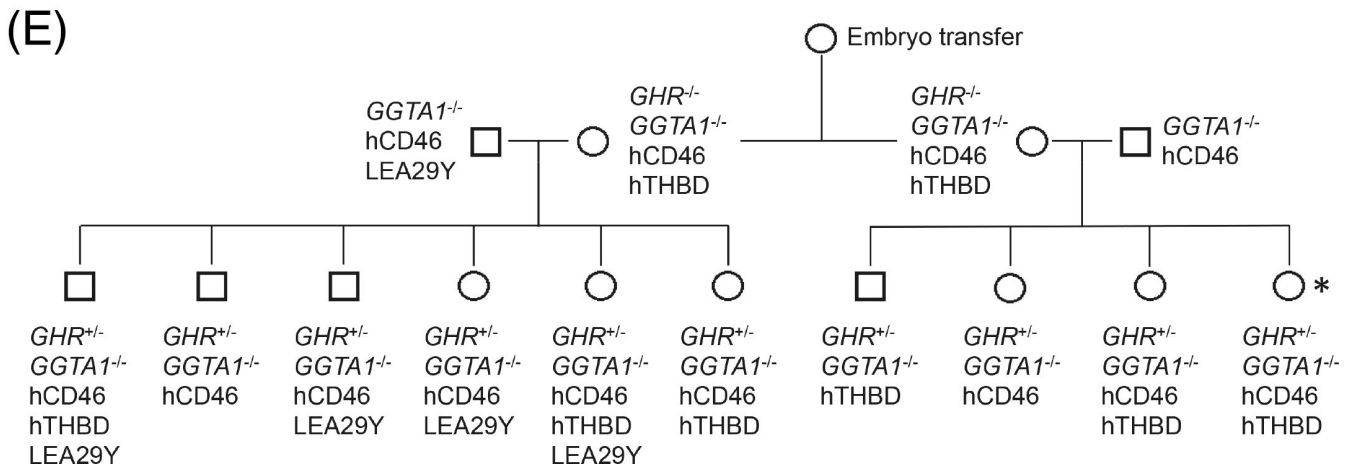 (E)
Embryo transfer
GGTA1-/-
hCD46
LEA29Y
GHR-/-
GGTA1-/-
hCD46
hTHBD
GHR-/-
GGTA1-/-
hCD46
hTHBD
GGTA1-/-
hCD46
GHR+/-
GGTA1-/-
hCD46
hTHBD
LEA29Y
GHR+/-
GGTA1-/-
hCD46
GHR+/-
GGTA1-/-
hCD46
LEA29Y
GHR+/-
GGTA1-/-
hCD46
LEA29Y
GHR+/-
GGTA1-/-
hCD46
hTHBD
LEA29Y
GHR+/-
GGTA1-/-
hCD46
hTHBD
GHR+/-
GGTA1-/-
hTHBD
GHR+/-
GGTA1-/-
hCD46
GHR+/-
GGTA1-/-
hCD46
hTHBD
*
GHR+/-
GGTA1-/-
hCD46
hTHBD